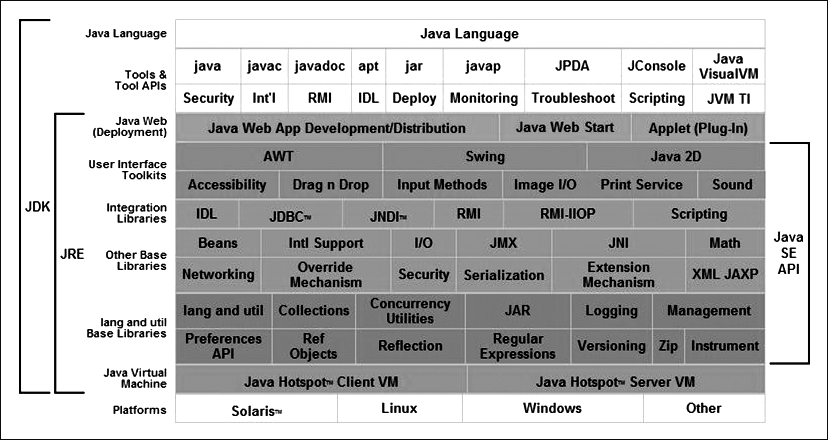 Java Language Java Language
Tools & Tool APIs
java javac javadoc apt jar javap JPDA JConsole Java VisualVM
Security Int'l RMI IDL Deploy Monitoring Troubleshoot Scripting JVM TI
Java Web (Deployment)
Java Web App Development/Distribution Java Web Start Applet (Plug-In)
User Interface Toolkits
AWT Swing Java 2D
Accessibility Drag n Drop Input Methods Image I/O Print Service Sound
Integration Libraries
IDL JDBC™ JNDI™ RMI RMI-IIOP Scripting
Other Base Libraries
Beans Intl Support I/O JMX JNI Math
Networking Override Mechanism Security Serialization Extension Mechanism XML JAXP
lang and util Base Libraries
lang and util Collections Concurrency Utilities JAR Logging Management
Preferences API Ref Objects Reflection Regular Expressions Versioning Zip Instrument
Java Virtual Machine
Java Hotspot™ Client VM Java Hotspot™ Server VM
Platforms Solaris™ Linux Windows Other
JDK
JRE
Java SE API